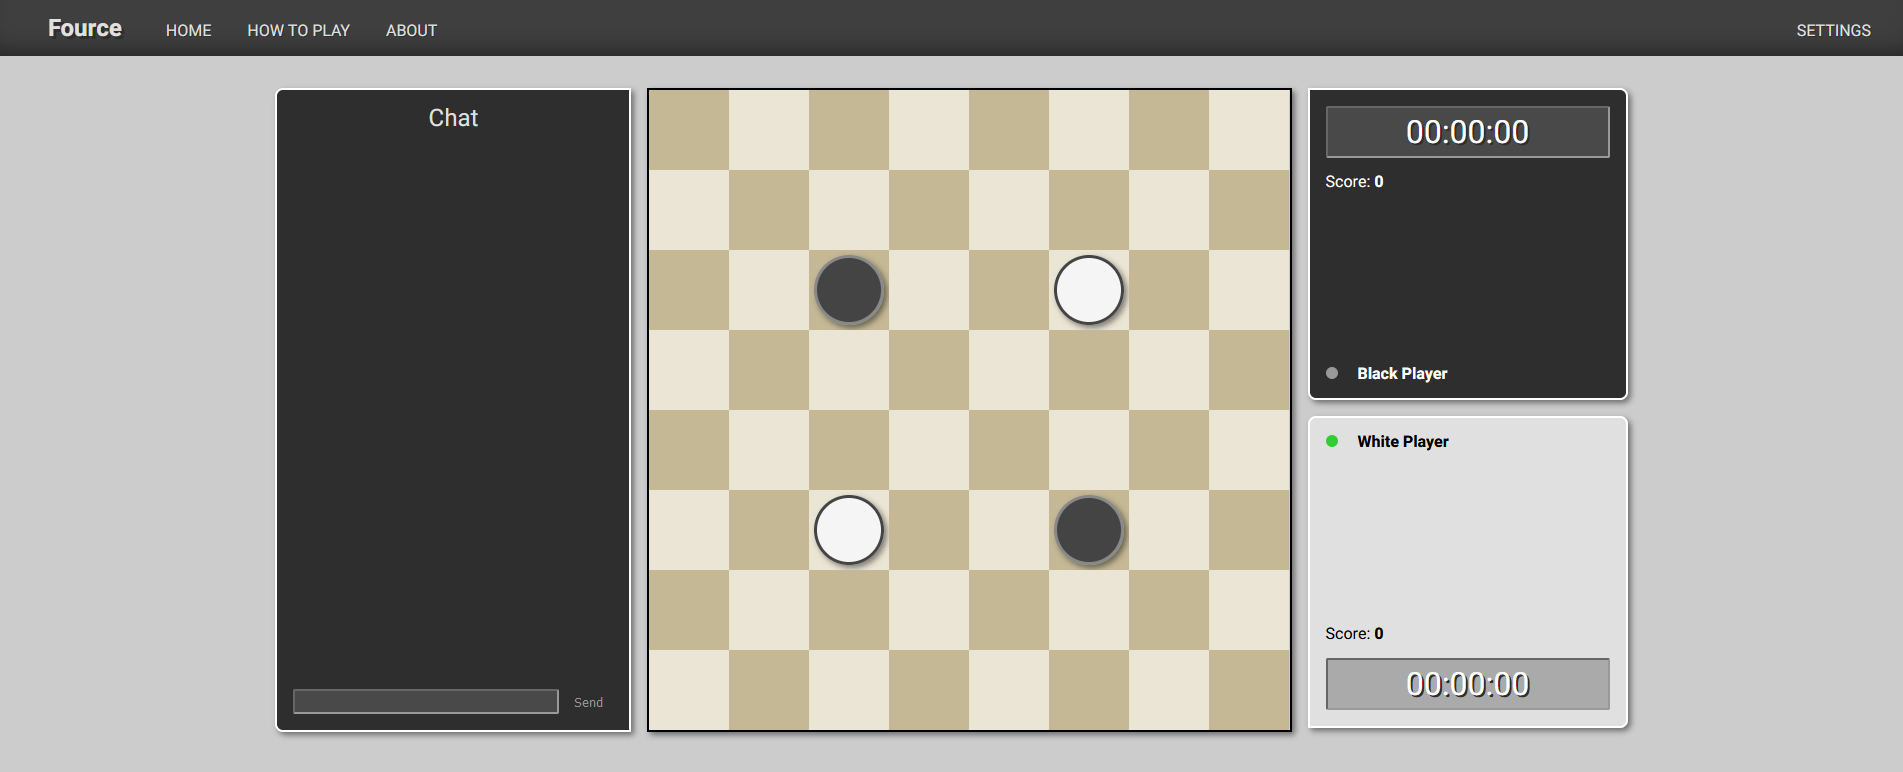 Fource HOME HOW TO PLAY ABOUT SETTINGS
Chat
Send
00:00:00
Score: 0
Black Player
White Player
Score: 0
00:00:00